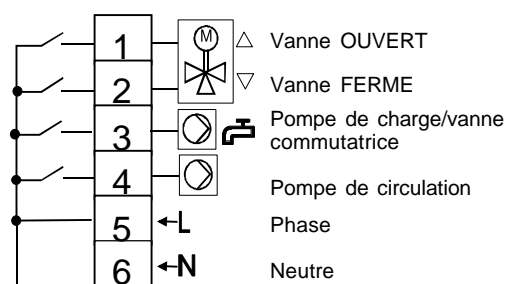 1 M △ Vanne OUVERT
2 ▽ Vanne FERME
3 Pompe de charge/vanne
commutatrice
4 Pompe de circulation
5 L Phase
6 N Neutre